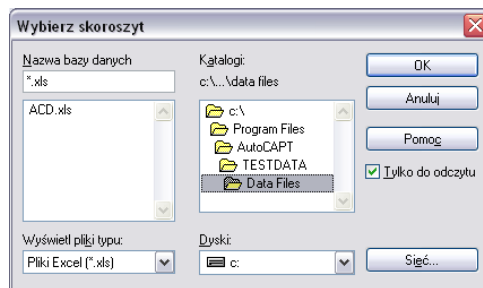 Wybierz skoroszyt
Nazwa bazy danych
*.xls
ACD.xls
Wyświetl pliki typu:
Pliki Excel (*.xls)
Katalogi:
c:\...\data files
c:\
Program Files
AutoCAPT
TESTDATA
Data Files
Dyski:
c:
OK
Anuluj
Pomoc
Tylko do odczytu
Sieć...